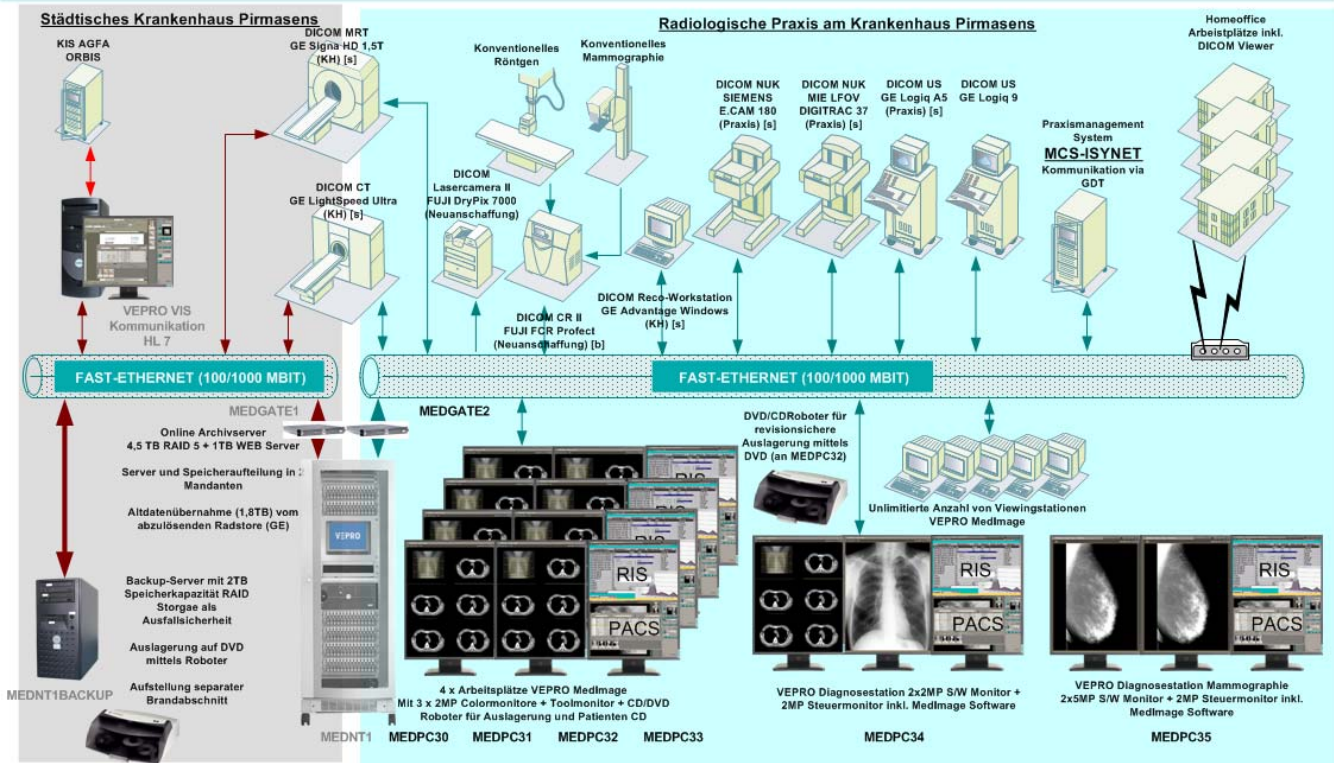 Städtisches Krankenhaus Pirmasens
Radiologische Praxis am Krankenhaus Pirmasens
KIS AGFA
ORBIS
DICOM MRT
GE Signa HD 1,5T
(KH) [s]
Konventionelles
Röntgen
Konventionelles
Mammographie
Homeoffice
Arbeistplätze inkl.
DICOM Viewer
DICOM NUK
SIEMENS
E.CAM 180
(Praxis) [s]
DICOM NUK
MIE LFOV
DIGITRAC 37
(Praxis) [s]
DICOM US
GE Logiq A5
(Praxis) [s]
DICOM US
GE Logiq 9
Praxismanagement
System
MCS-ISYNET
Kommunikation via
GDT
DICOM CT
GE LightSpeed Ultra
(KH) [s]
DICOM
Lasercamera II
FUJI DryPix 7000
(Neuanschaffung)
VEPRO VIS
Kommunikation
HL 7
DICOM CR II
FUJI FCR Profect
(Neuanschaffung) [b]
DICOM Reco-Workstation
GE Advantage Windows
(KH) [s]
FAST-ETHERNET (100/1000 MBIT)
FAST-ETHERNET (100/1000 MBIT)
MEDGATE1
MEDGATE2
Online Archivserver
4,5 TB RAID 5 + 1TB WEB Server
Server und Speicheraufteilung in 2
Mandanten
Altdatenübernahme (1,8TB) vom
abzulösenden Radstore (GE)
DVD/CDRoboter für
revisionsichere
Auslagerung mittels
DVD (an MEDPC32)
Unlimitierte Anzahl von Viewingstationen
VEPRO MedImage
VEPRO
Backup-Server mit 2TB
Speicherkapazität RAID
Storgae als
Ausfallsicherheit
Auslagerung auf DVD
mittels Roboter
Aufstellung separater
Brandabschnitt
MEDNT1BACKUP
MEDNT1
RIS
RIS
RIS
RIS
PACS
RIS
PACS
RIS
PACS
4 x Arbeitsplätze VEPRO MedImage
Mit 3 x 2MP Colormonitore + Toolmonitor + CD/DVD
Roboter für Auslagerung und Patienten CD
MEDPC30
MEDPC31
MEDPC32
MEDPC33
VEPRO Diagnosestation 2x2MP S/W Monitor +
2MP Steuermonitor inkl. MedImage Software
MEDPC34
VEPRO Diagnosestation Mammographie
2x5MP S/W Monitor + 2MP Steuermonitor inkl.
MedImage Software
MEDPC35